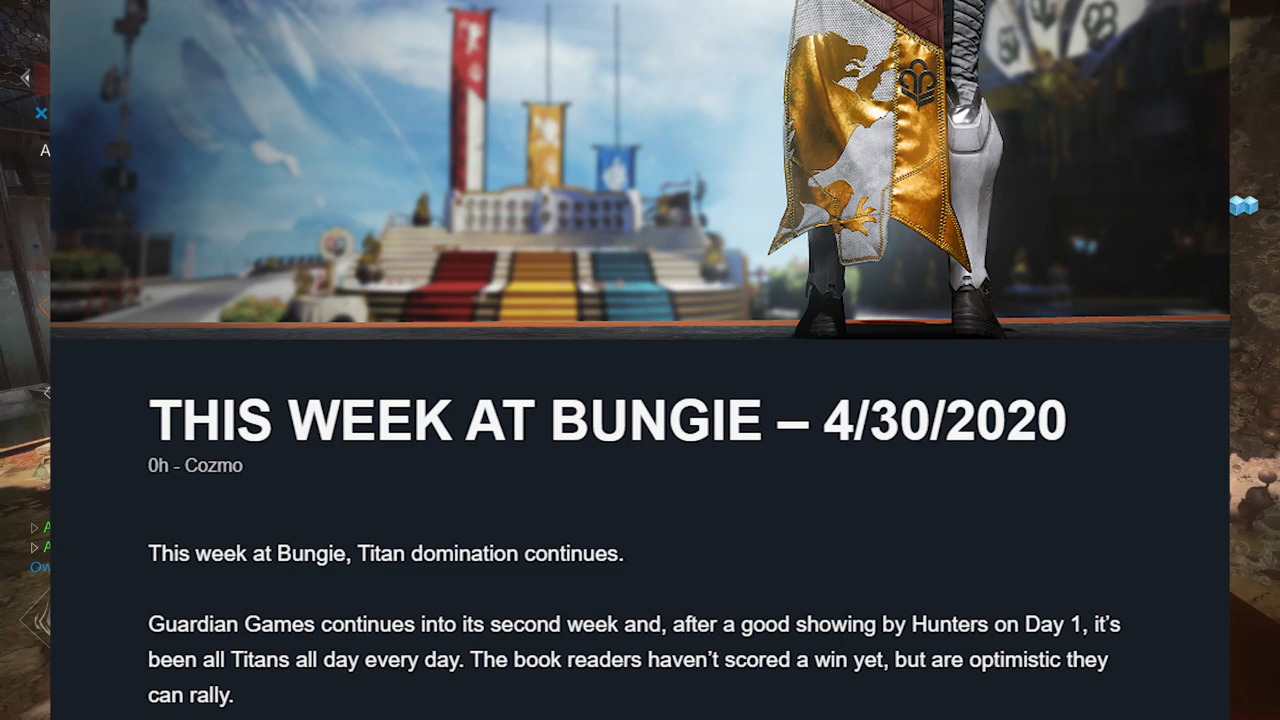 THIS WEEK AT BUNGIE – 4/30/2020
0h - Cozmo
This week at Bungie, Titan domination continues.
Guardian Games continues into its second week and, after a good showing by Hunters on Day 1, it’s
been all Titans all day every day. The book readers haven’t scored a win yet, but are optimistic they
can rally.